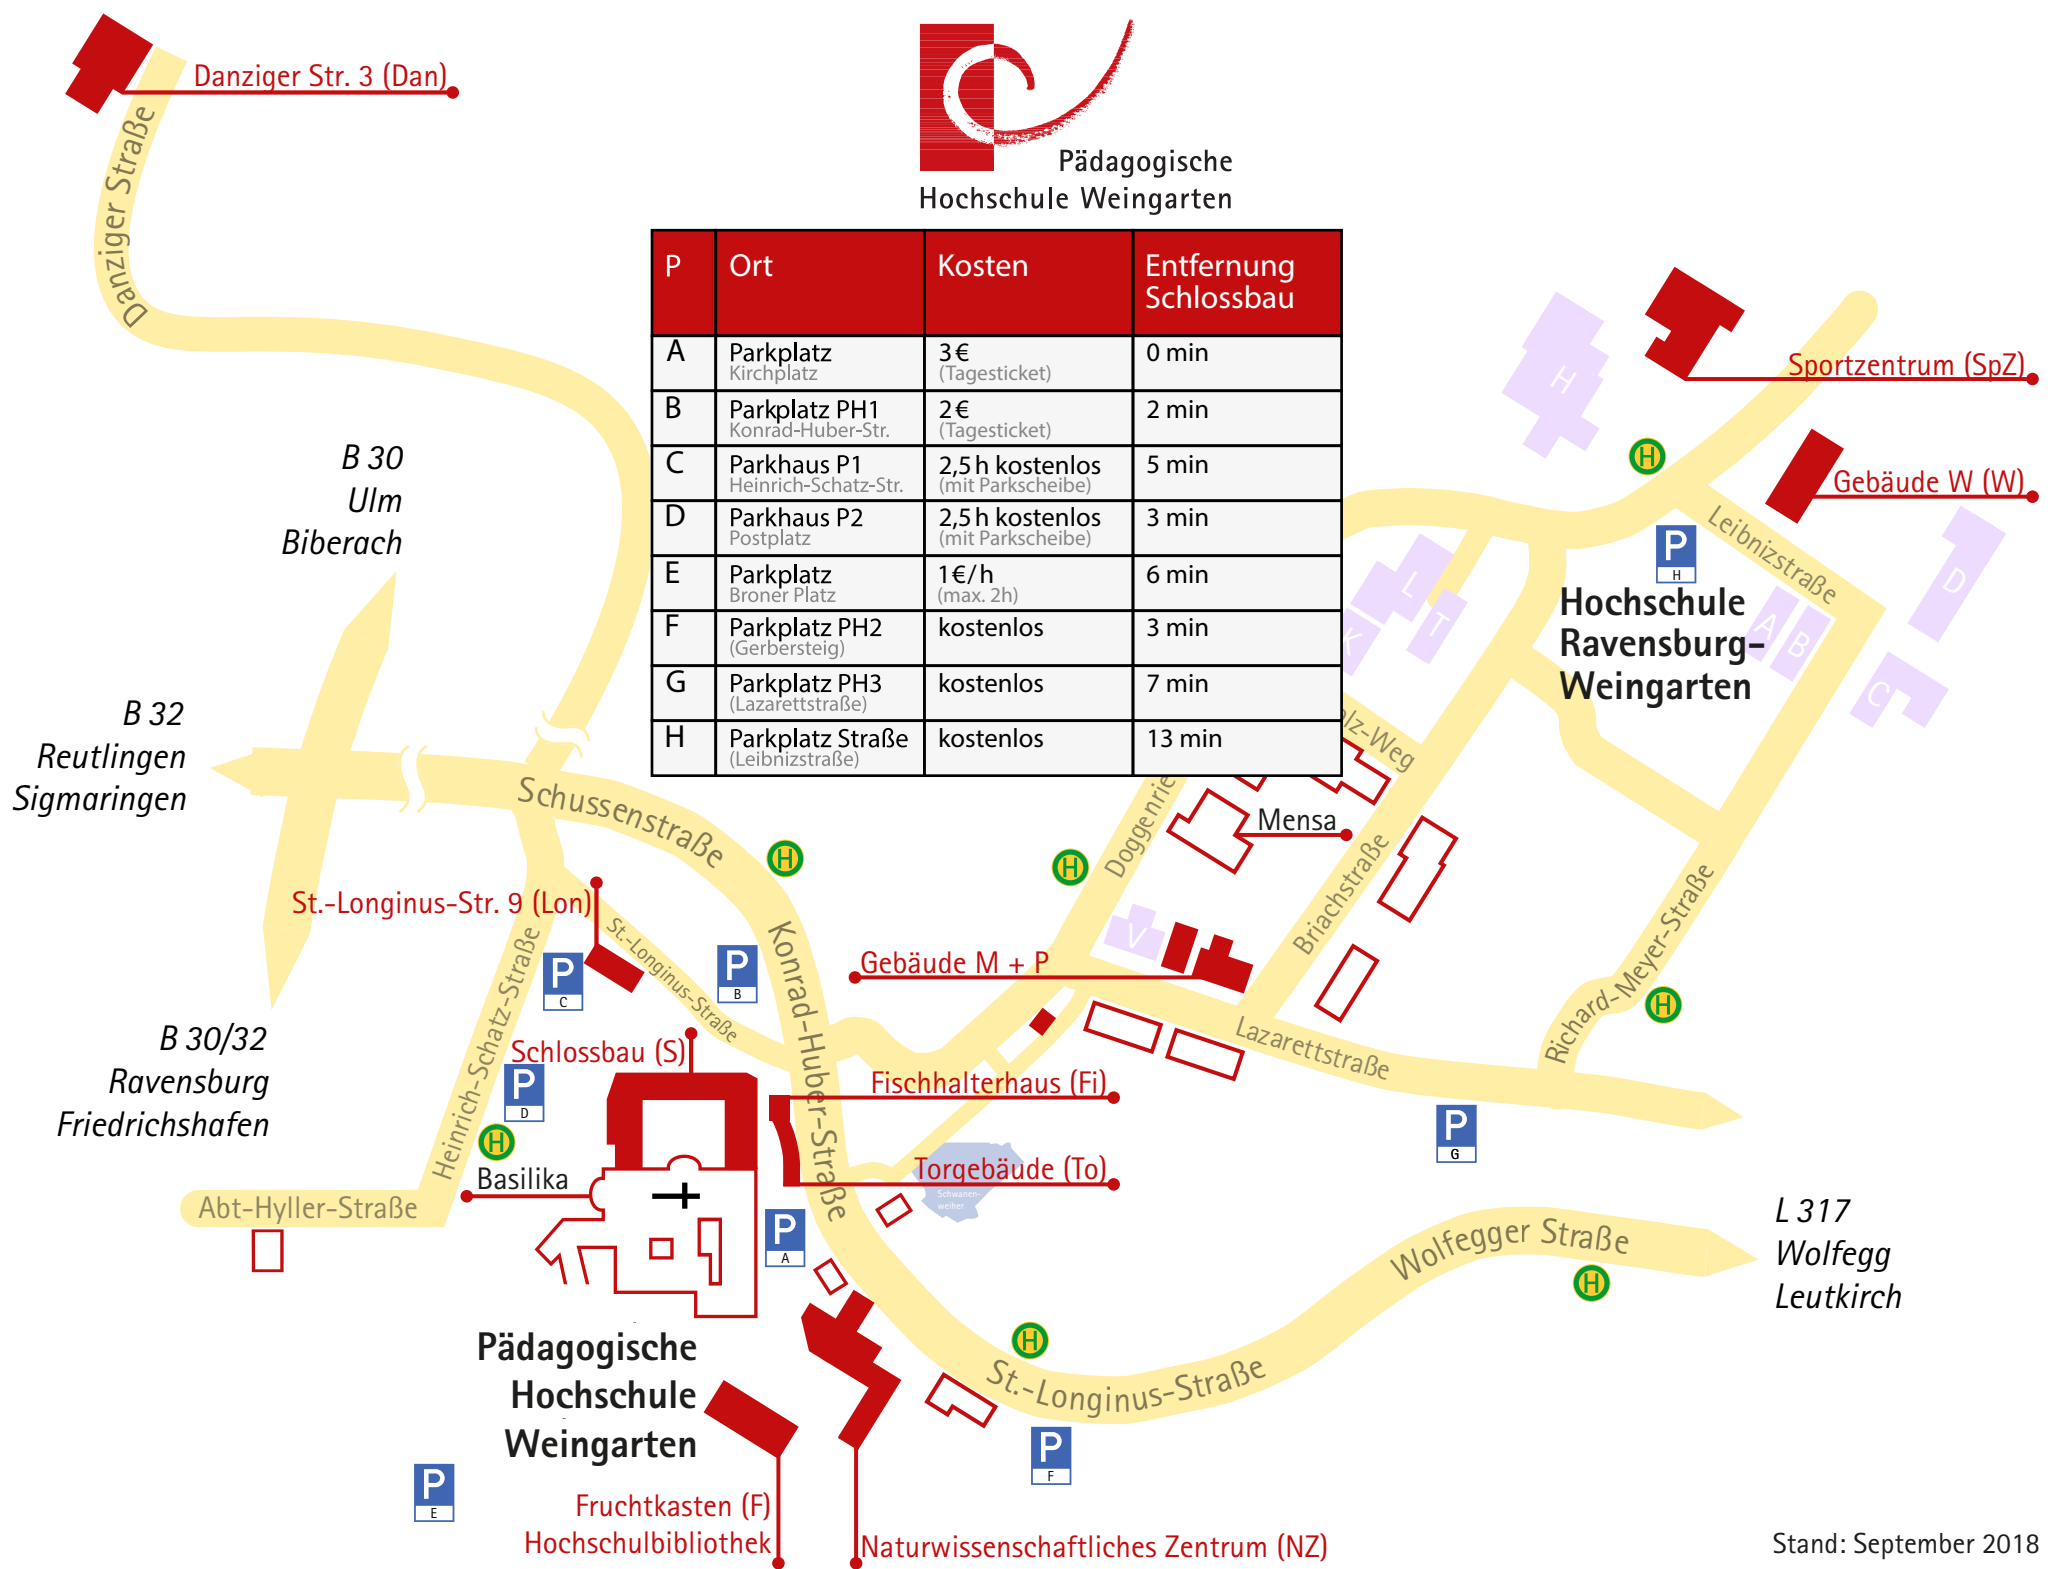 Danziger Str. 3 (Dan)
Danziger Straße
Pädagogische
Hochschule Weingarten
P Ort Kosten Entfernung
Schlossbau
A Parkplatz 3 € 0 min
Kirchplatz (Tagesticket)
B Parkplatz PH1 2 € 2 min
Konrad-Huber-Str. (Tagesticket)
C Parkhaus P1 2,5 h kostenlos 5 min
Heinrich-Schatz-Str. (mit Parkscheibe)
D Parkhaus P2 2,5 h kostenlos 3 min
Postplatz (mit Parkscheibe)
E Parkplatz 1 €/h 6 min
Broner Platz (max. 2h)
F Parkplatz PH2 kostenlos 3 min
(Gerbersteig)
G Parkplatz PH3 kostenlos 7 min
(Lazarettstraße)
H Parkplatz Straße kostenlos 13 min
(Leibnizstraße)
Sportzentrum (SpZ)
H
H
Gebäude W (W)
Leibnizstraße
P
H
Hochschule
Ravensburg-
Weingarten
L
T
K
A
B
C
D
B 30
Ulm
Biberach
B 32
Reutlingen
Sigmaringen
B 30/32
Ravensburg
Friedrichshafen
Schussenstraße
H
H
Doggenrie
lz-Weg
Mensa
Briachstraße
Richard-Meyer-Straße
H
St.-Longinus-Str. 9 (Lon)
St.-Longinus-Straße
Konrad-Huber-Straße
Heinrich-Schatz-Straße
P
C
P
B
V
Gebäude M + P
Lazarettstraße
Schlossbau (S)
P
D
H
Fischhalterhaus (Fi)
Torgebäude (To)
Schwanen-
weiher
P
G
Basilika
Abt-Hyller-Straße
P
A
Wolfegger Straße
H
L 317
Wolfegg
Leutkirch
H
St.-Longinus-Straße
Pädagogische
Hochschule
Weingarten
P
E
P
F
Fruchtkasten (F)
Hochschulbibliothek
Naturwissenschaftliches Zentrum (NZ)
Stand: September 2018